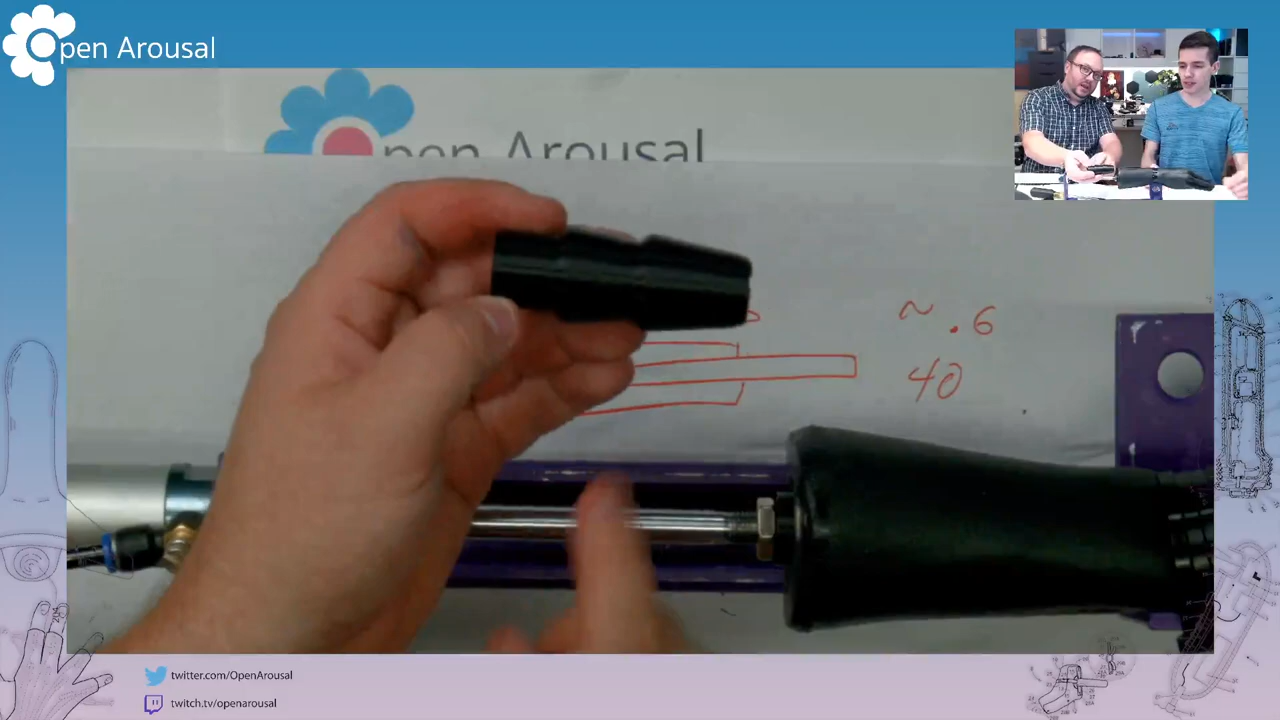 Open Arousal
Open Arousal
~ .6
40
twitter.com/OpenArousal
twitch.tv/openarousal